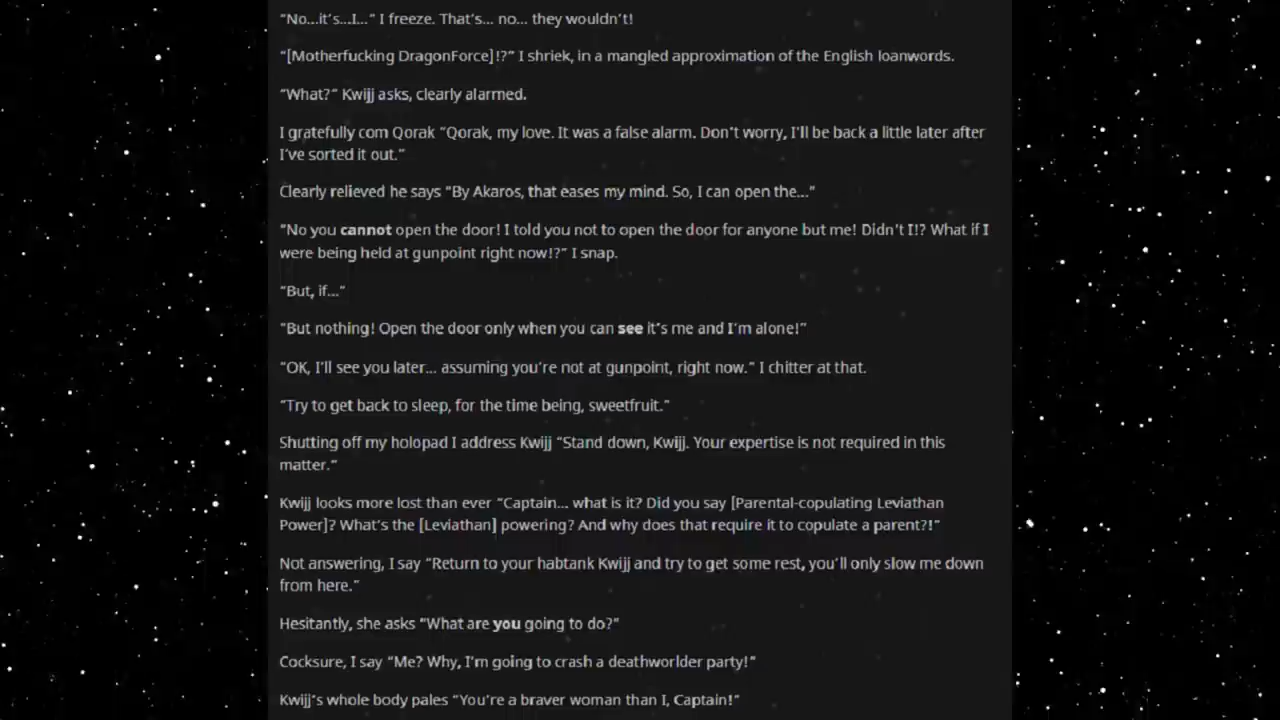 "No...it's...I..." I freeze. That's... no... they wouldn't!
"[Motherfucking DragonForce]!?" I shriek, in a mangled approximation of the English loanwords.
"What?" Kwijj asks, clearly alarmed.
I gratefully com Qorak "Qorak, my love. It was a false alarm. Don't worry, I'll be back a little later after
I've sorted it out."
Clearly relieved he says "By Akaros, that eases my mind. So, I can open the..."
"No you cannot open the door! I told you not to open the door for anyone but me! Didn't I!? What if I
were being held at gunpoint right now!?" I snap.
"But, if..."
"But nothing! Open the door only when you can see it's me and I'm alone!"
"OK, I'll see you later... assuming you're not at gunpoint, right now." I chitter at that.
"Try to get back to sleep, for the time being, sweetfruit."
Shutting off my holopad I address Kwijj "Stand down, Kwijj. Your expertise is not required in this
matter."
Kwijj looks more lost than ever "Captain... what is it? Did you say [Parental-copulating Leviathan
Power]? What's the [Leviathan] powering? And why does that require it to copulate a parent?!"
Not answering, I say "Return to your habtank Kwijj and try to get some rest, you'll only slow me down
from here."
Hesitantly, she asks "What are you going to do?"
Cocksure, I say "Me? Why, I'm going to crash a deathworlder party!"
Kwijj's whole body pales "You're a braver woman than I, Captain!"